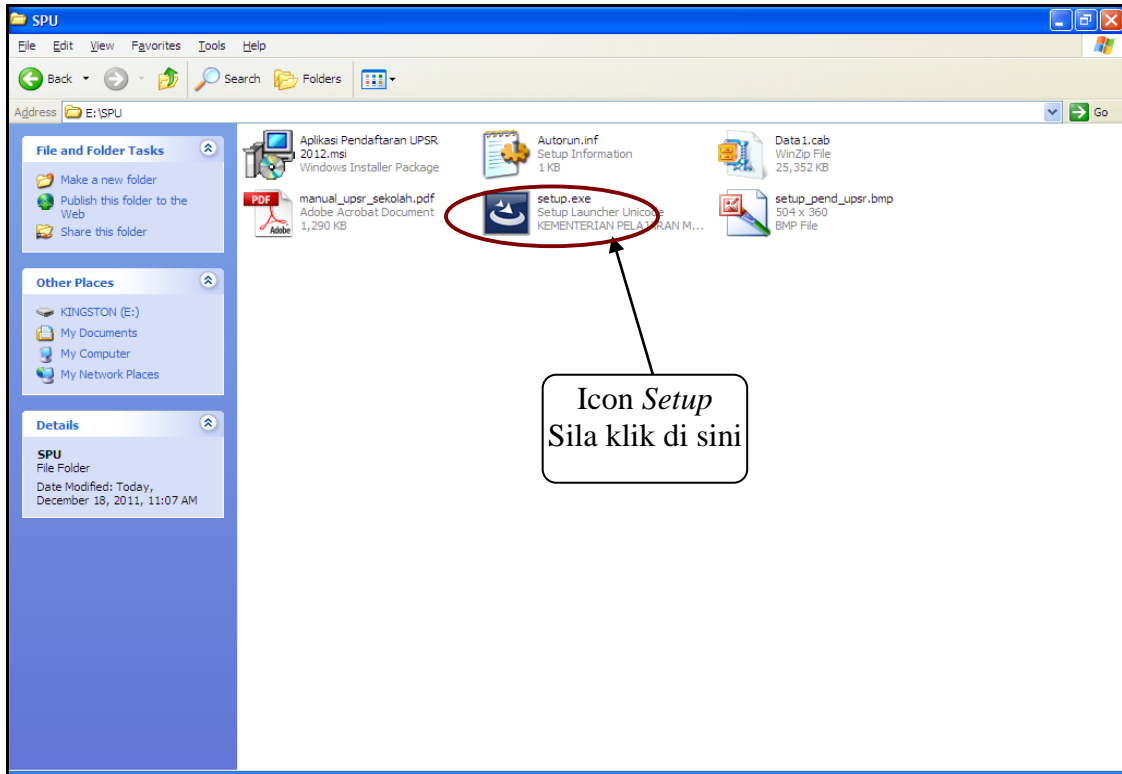 SPU
File Edit View Favorites Tools Help
Back Search Folders
Address E:\SPU Go
File and Folder Tasks
Make a new folder
Publish this folder to the
Web
Share this folder
Other Places
KINGSTON (E:)
My Documents
My Computer
My Network Places
Details
SPU
File Folder
Date Modified: Today,
December 18, 2011, 11:07 AM
Aplikasi Pendaftaran UPSR
2012.msi
Windows Installer Package
Autorun.inf
Setup Information
1 KB
Data1.cab
WinZip File
25,352 KB
PDF
Adobe
manual_upsr_sekolah.pdf
Adobe Acrobat Document
1,290 KB
setup.exe
Setup Launcher Unicode
KEMENTERIAN PELAJARAN M...
setup_pend_upsr.bmp
504 x 360
BMP File
Icon Setup
Sila klik di sini